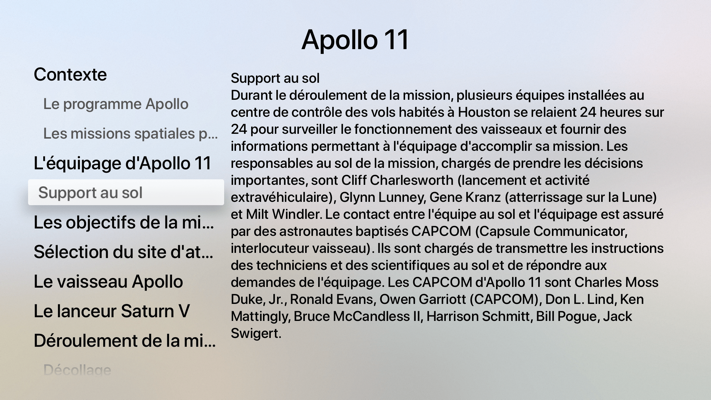 Apollo 11
Contexte
Le programme Apollo
Les missions spatiales p...
L'équipage d'Apollo 11
Support au sol
Les objectifs de la mi...
Sélection du site d'at...
Le vaisseau Apollo
Le lanceur Saturn V
Déroulement de la mi...
Décollage
Support au sol
Durant le déroulement de la mission, plusieurs équipes installées au
centre de contrôle des vols habités à Houston se relaient 24 heures sur
24 pour surveiller le fonctionnement des vaisseaux et fournir des
informations permettant à l'équipage d'accomplir sa mission. Les
responsables au sol de la mission, chargés de prendre les décisions
importantes, sont Cliff Charlesworth (lancement et activité
extravéhiculaire), Glynn Lunney, Gene Kranz (atterrissage sur la Lune)
et Milt Windler. Le contact entre l'équipe au sol et l'équipage est assuré
par des astronautes baptisés CAPCOM (Capsule Communicator,
interlocuteur vaisseau). Ils sont chargés de transmettre les instructions
des techniciens et des scientifiques au sol et de répondre aux
demandes de l'équipage. Les CAPCOM d'Apollo 11 sont Charles Moss
Duke, Jr., Ronald Evans, Owen Garriott (CAPCOM), Don L. Lind, Ken
Mattingly, Bruce McCandless II, Harrison Schmitt, Bill Pogue, Jack
Swigert.